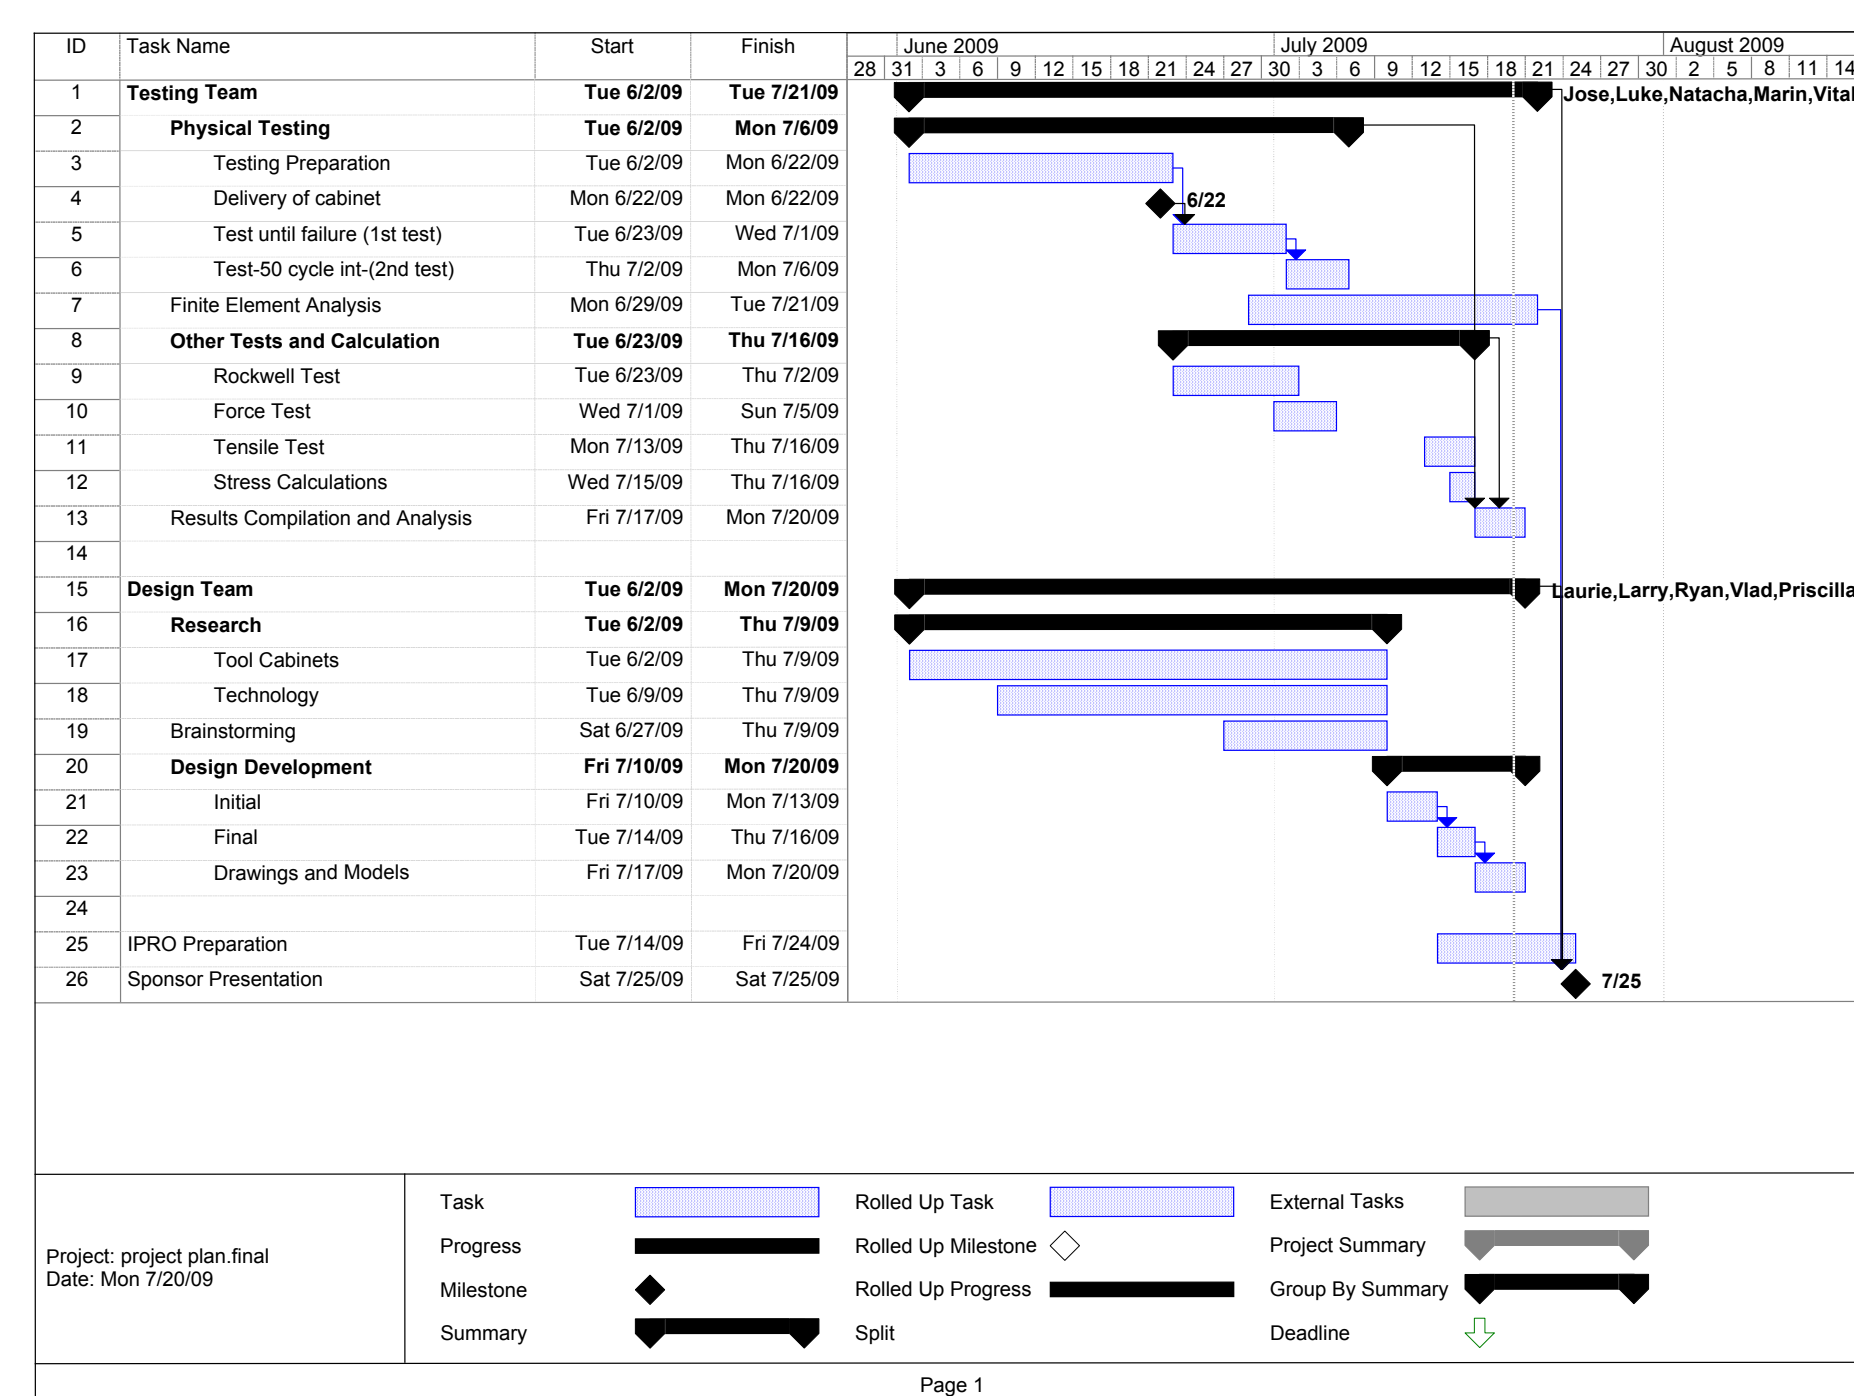 ID Task Name Start Finish June 2009 July 2009 August 2009
28 31 3 6 9 12 15 18 21 24 27 30 3 6 9 12 15 18 21 24 27 30 2 5 8 11 14
1 Testing Team Tue 6/2/09 Tue 7/21/09 Jose,Luke,Natacha,Marin,Vital
2 Physical Testing Tue 6/2/09 Mon 7/6/09
3 Testing Preparation Tue 6/2/09 Mon 6/22/09
4 Delivery of cabinet Mon 6/22/09 Mon 6/22/09 6/22
5 Test until failure (1st test) Tue 6/23/09 Wed 7/1/09
6 Test-50 cycle int-(2nd test) Thu 7/2/09 Mon 7/6/09
7 Finite Element Analysis Mon 6/29/09 Tue 7/21/09
8 Other Tests and Calculation Tue 6/23/09 Thu 7/16/09
9 Rockwell Test Tue 6/23/09 Thu 7/2/09
10 Force Test Wed 7/1/09 Sun 7/5/09
11 Tensile Test Mon 7/13/09 Thu 7/16/09
12 Stress Calculations Wed 7/15/09 Thu 7/16/09
13 Results Compilation and Analysis Fri 7/17/09 Mon 7/20/09
14
15 Design Team Tue 6/2/09 Mon 7/20/09 Laurie,Larry,Ryan,Vlad,Priscilla
16 Research Tue 6/2/09 Thu 7/9/09
17 Tool Cabinets Tue 6/2/09 Thu 7/9/09
18 Technology Tue 6/9/09 Thu 7/9/09
19 Brainstorming Sat 6/27/09 Thu 7/9/09
20 Design Development Fri 7/10/09 Mon 7/20/09
21 Initial Fri 7/10/09 Mon 7/13/09
22 Final Tue 7/14/09 Thu 7/16/09
23 Drawings and Models Fri 7/17/09 Mon 7/20/09
24
25 IPRO Preparation Tue 7/14/09 Fri 7/24/09
26 Sponsor Presentation Sat 7/25/09 Sat 7/25/09 7/25
Project: project plan.final
Date: Mon 7/20/09
Task Rolled Up Task External Tasks
Progress Rolled Up Milestone Project Summary
Milestone Rolled Up Progress Group By Summary
Summary Split Deadline
Page 1